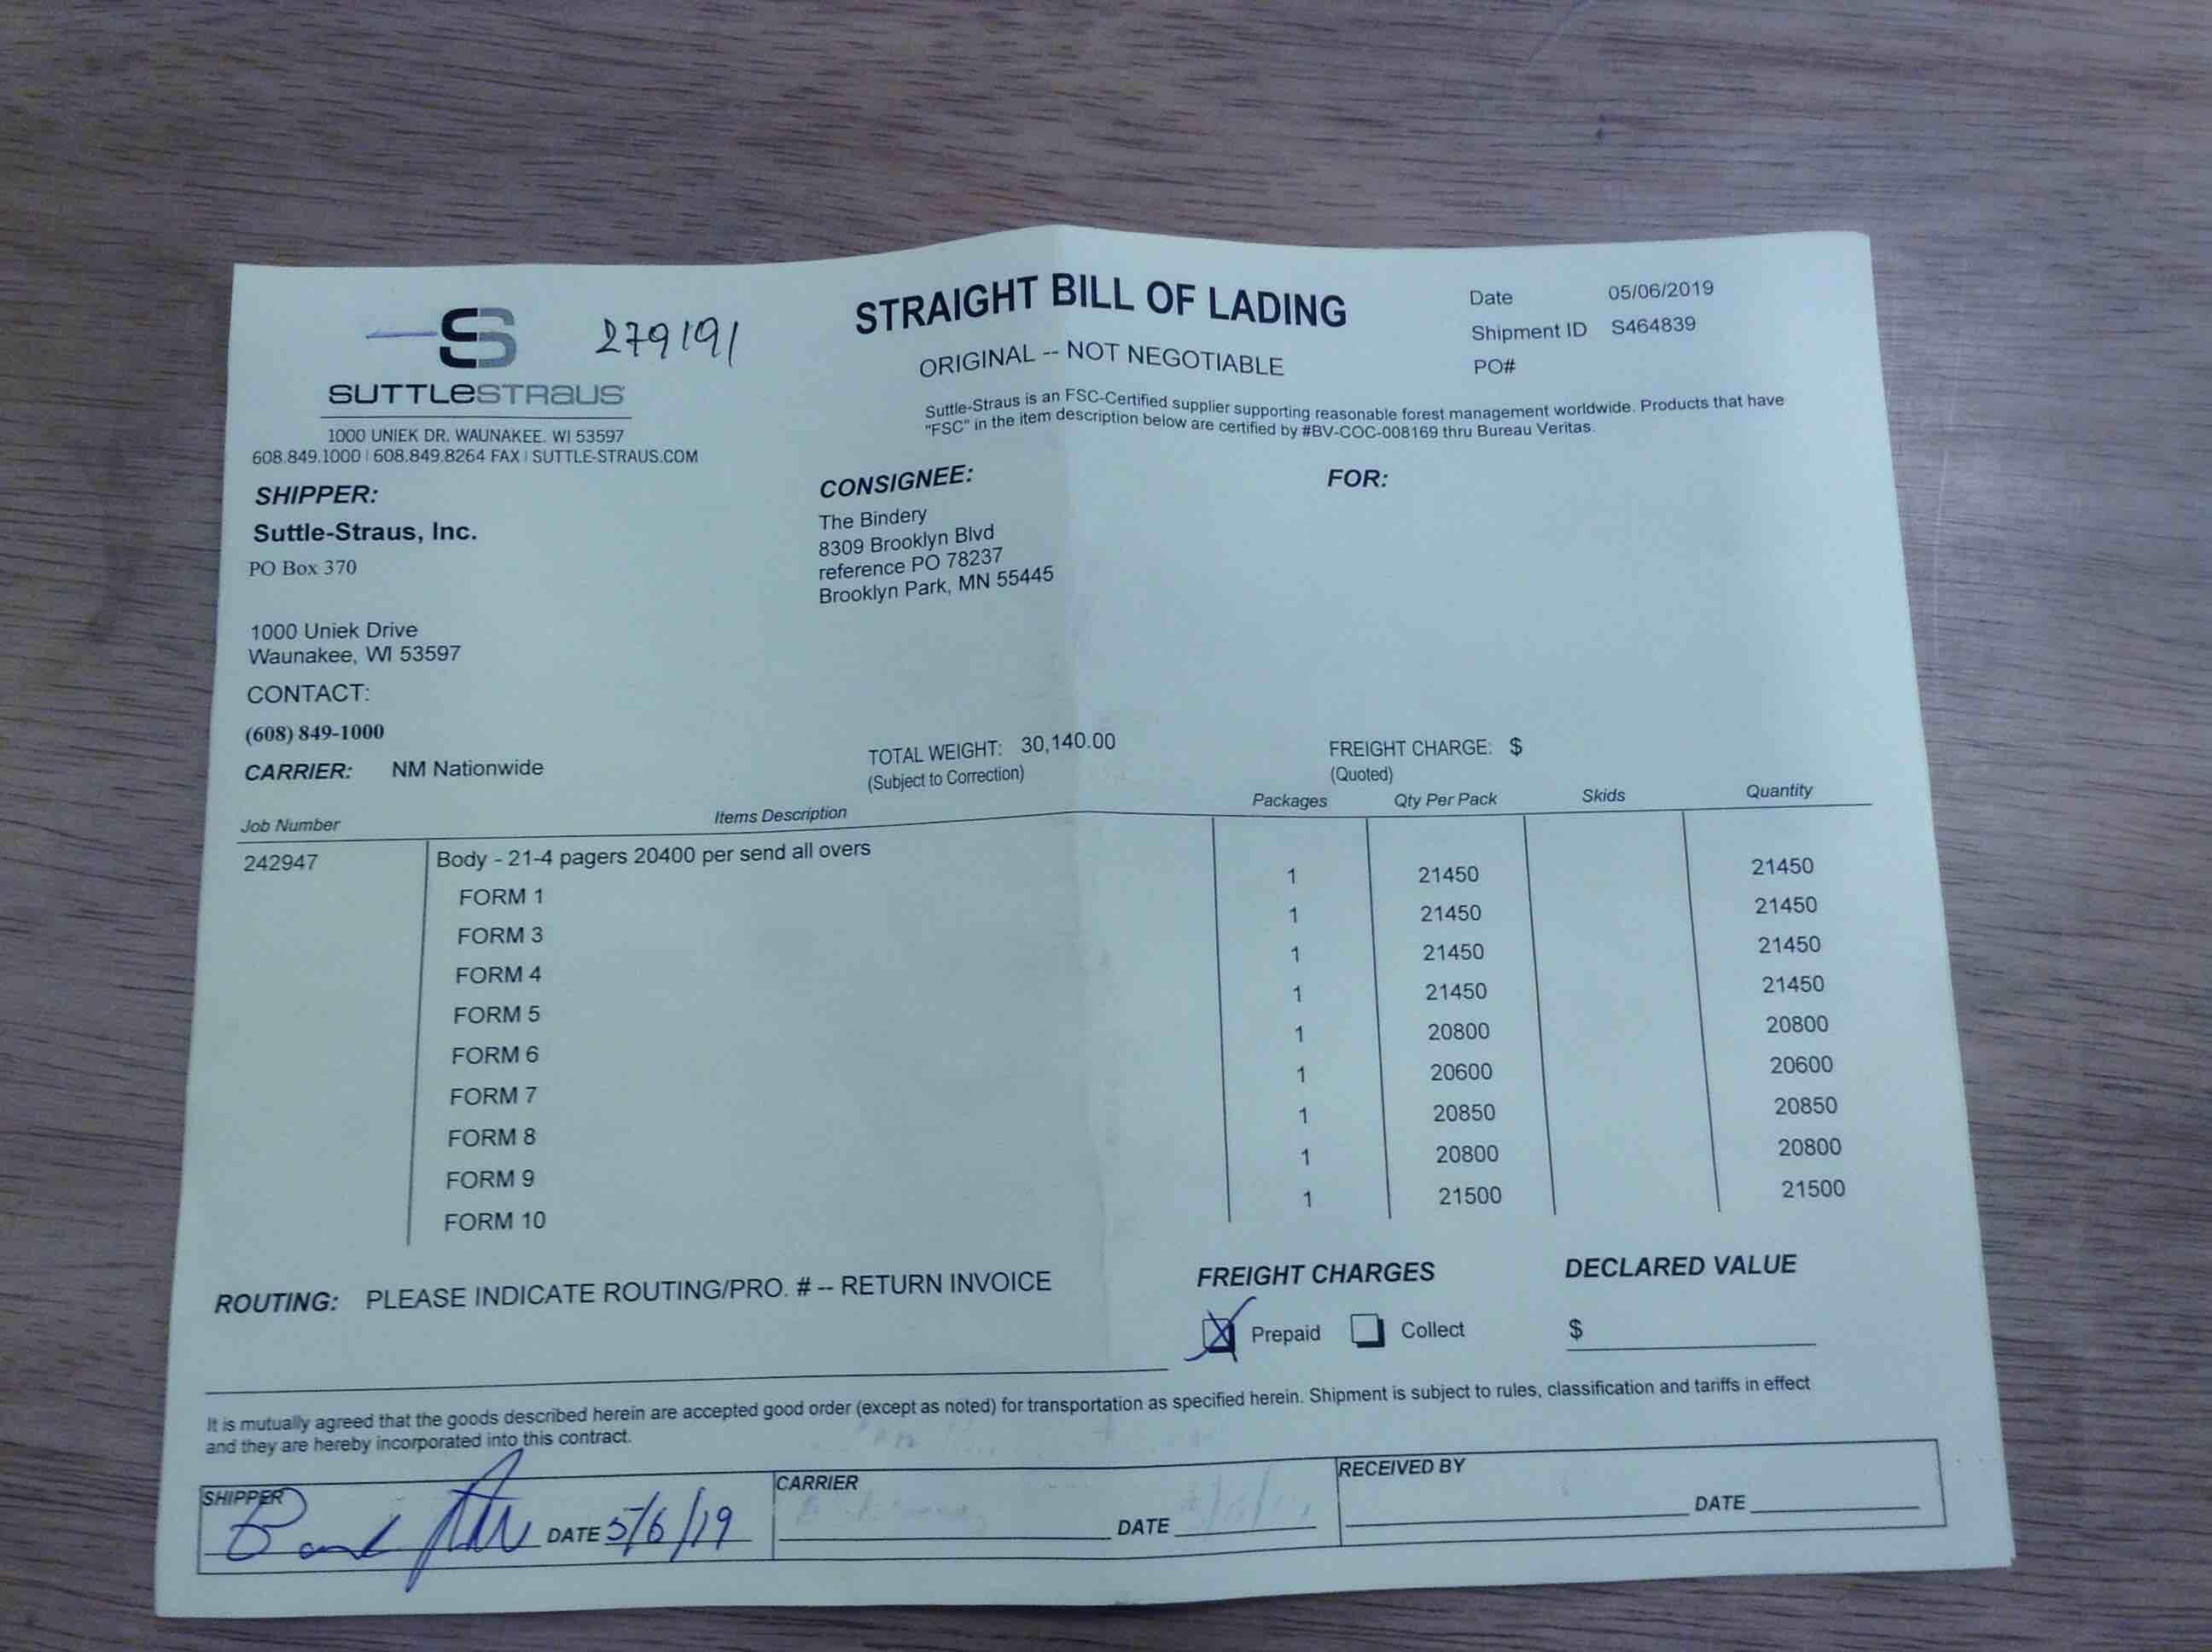 279191
SUTTLESTRAUS
1000 UNIEK DR. WAUNAKEE. WI 53597
608.849.1000 | 608.849.8264 FAX | SUTTLE-STRAUS.COM
STRAIGHT BILL OF LADING
ORIGINAL -- NOT NEGOTIABLE
Date 05/06/2019
Shipment ID S464839
PO#
Suttle-Straus is an FSC-Certified supplier supporting reasonable forest management worldwide. Products that have
"FSC" in the item description below are certified by #BV-COC-008169 thru Bureau Veritas.
SHIPPER:
Suttle-Straus, Inc.
PO Box 370
1000 Uniek Drive
Waunakee, WI 53597
CONTACT:
(608) 849-1000
CARRIER: NM Nationwide
CONSIGNEE:
The Bindery
8309 Brooklyn Blvd
reference PO 78237
Brooklyn Park, MN 55445
FOR:
TOTAL WEIGHT: 30,140.00
(Subject to Correction)
FREIGHT CHARGE: $
(Quoted)
Job Number Items Description Packages Qty Per Pack Skids Quantity
242947 Body - 21-4 pagers 20400 per send all overs
FORM 1 1 21450 21450
FORM 3 1 21450 21450
FORM 4 1 21450 21450
FORM 5 1 21450 21450
FORM 6 1 20800 20800
FORM 7 1 20600 20600
FORM 8 1 20850 20850
FORM 9 1 20800 20800
FORM 10 1 21500 21500
ROUTING: PLEASE INDICATE ROUTING/PRO. # -- RETURN INVOICE
FREIGHT CHARGES
Prepaid Collect
DECLARED VALUE
$
It is mutually agreed that the goods described herein are accepted good order (except as noted) for transportation as specified herein. Shipment is subject to rules, classification and tariffs in effect
and they are hereby incorporated into this contract.
SHIPPER
DATE 5/6/19
CARRIER
DATE
RECEIVED BY
DATE